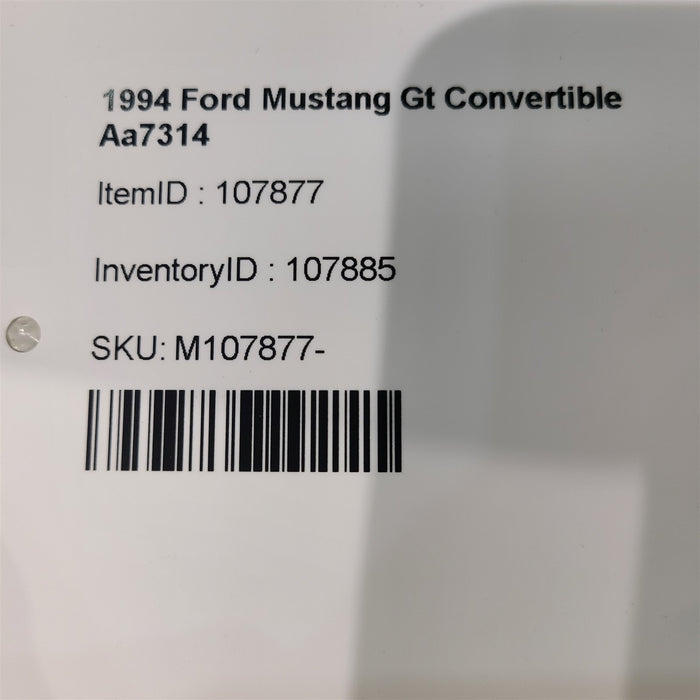 1994 Ford Mustang Gt Convertible
Aa7314
ItemID : 107877
InventoryID : 107885
SKU: M107877-